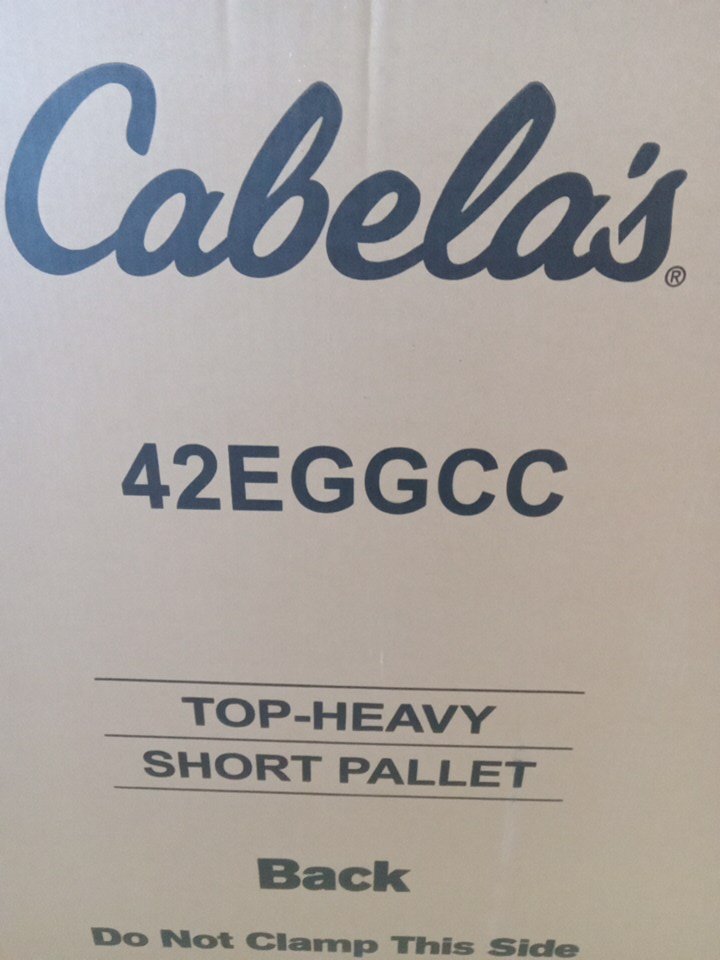 Cabela's®
42EGGCC
TOP-HEAVY
SHORT PALLET
Back
Do Not Clamp This Side